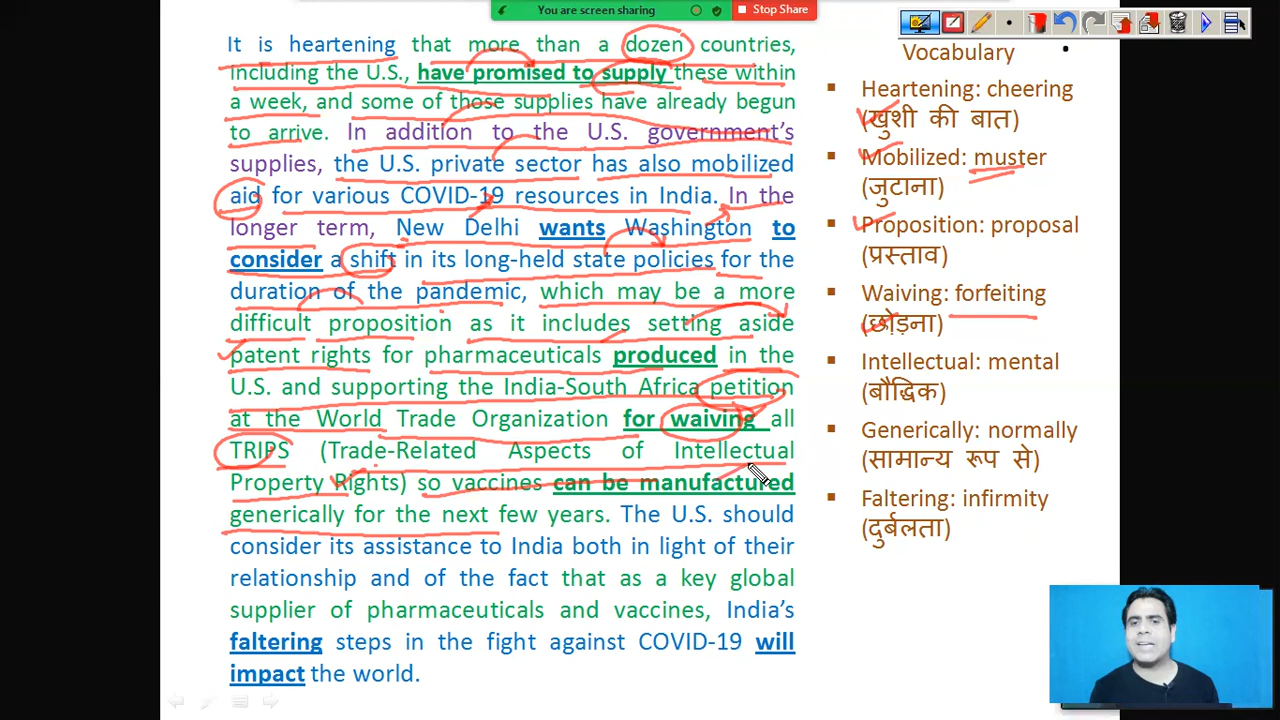 You are screen sharing
Stop Share
It is heartening that more than a dozen countries,
including the U.S., have promised to supply these within
a week, and some of those supplies have already begun
to arrive. In addition to the U.S. government's
supplies, the U.S. private sector has also mobilized
aid for various COVID-19 resources in India. In the
longer term, New Delhi wants Washington to
consider a shift in its long-held state policies for the
duration of the pandemic, which may be a more
difficult proposition as it includes setting aside
patent rights for pharmaceuticals produced in the
U.S. and supporting the India-South Africa petition
at the World Trade Organization for waiving all
TRIPS (Trade-Related Aspects of Intellectual
Property Rights) so vaccines can be manufactured
generically for the next few years. The U.S. should
consider its assistance to India both in light of their
relationship and of the fact that as a key global
supplier of pharmaceuticals and vaccines, India's
faltering steps in the fight against COVID-19 will
impact the world.
Vocabulary
Heartening: cheering
(खुशी की बात)
Mobilized: muster
(जुटाना)
Proposition: proposal
(प्रस्ताव)
Waiving: forfeiting
(छोड़ना)
Intellectual: mental
(बौद्धिक)
Generically: normally
(सामान्य रूप से)
Faltering: infirmity
(दुर्बलता)